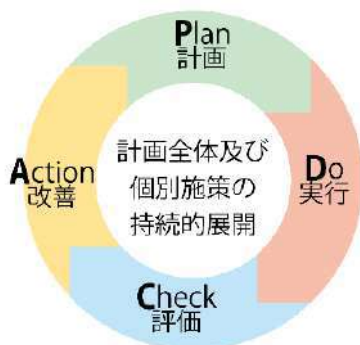 Plan
計画
Do
実行
Check
評価
Action
改善
計画全体及び
個別施策の
持続的展開